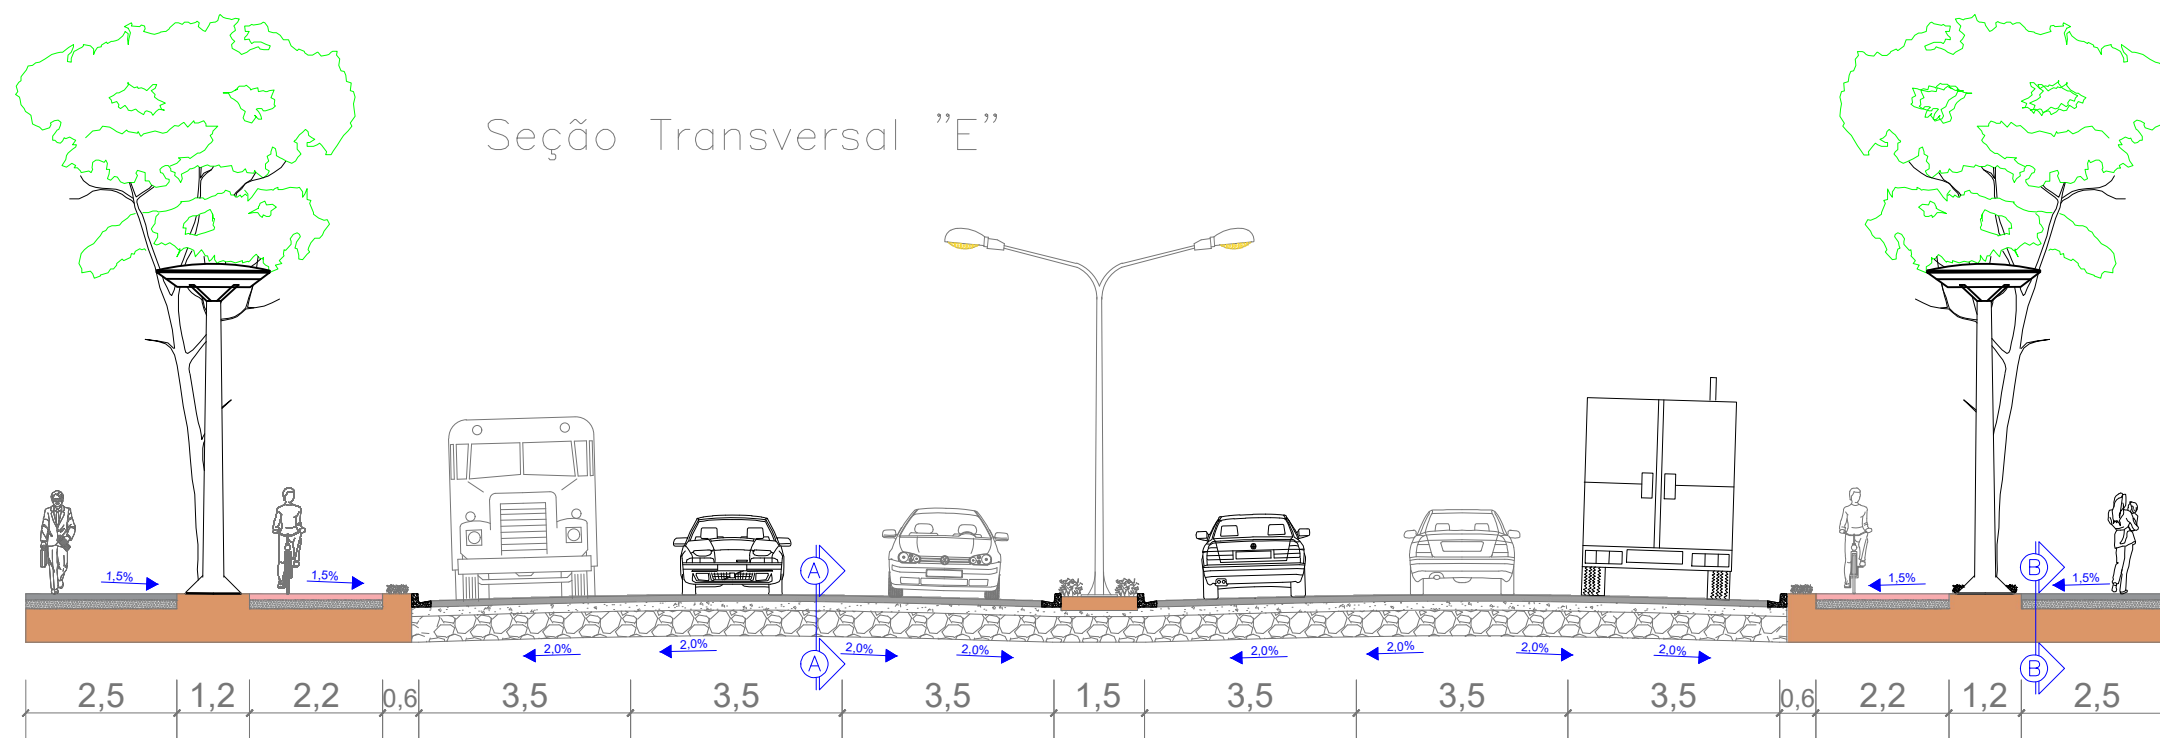 Seção Transversal "E"
A
B
1,5% 1,5% 1,5% 1,5%
2,0% 2,0% 2,0% 2,0% 2,0% 2,0% 2,0% 2,0%
A
B
2,5 1,2 2,2 0,6 3,5 3,5 3,5 1,5 3,5 3,5 3,5 0,6 2,2 1,2 2,5